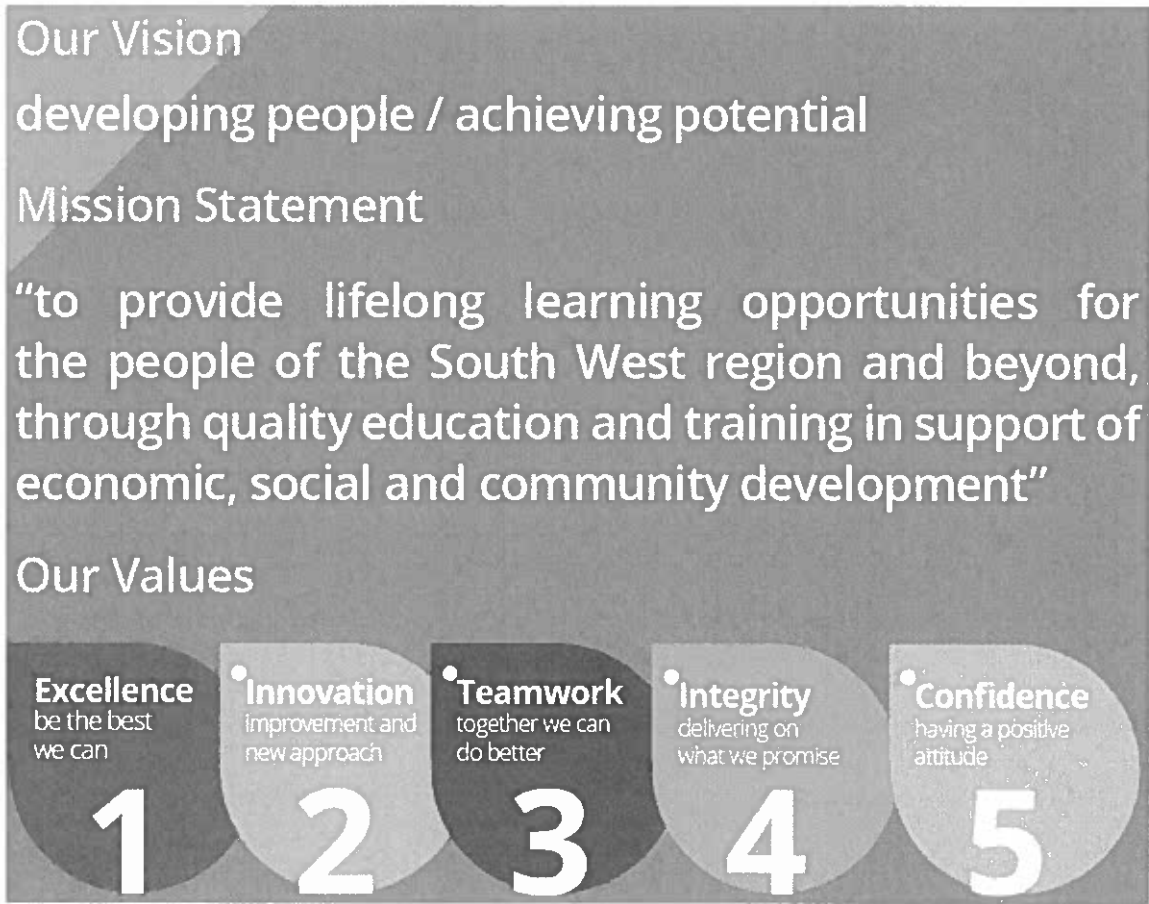 Our Vision
developing people / achieving potential
Mission Statement
“to provide lifelong learning opportunities for
the people of the South West region and beyond,
through quality education and training in support of
economic, social and community development”
Our Values
Excellence
be the best
we can
1
Innovation
improvement and
new approach
2
Teamwork
together we can
do better
3
Integrity
delivering on
what we promise
4
Confidence
having a positive
attitude
5